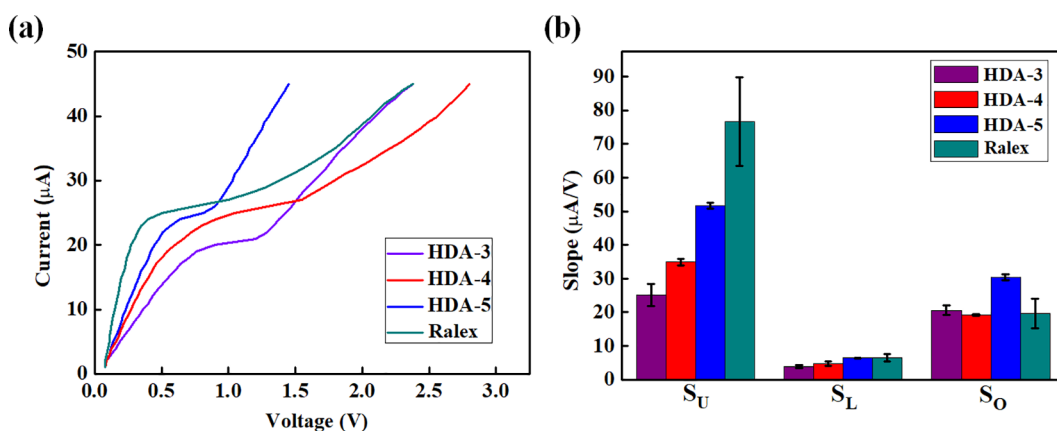 (a)
50
40
30
20
10
0
Current (μA)
0.0 0.5 1.0 1.5 2.0 2.5 3.0
Voltage (V)
HDA-3
HDA-4
HDA-5
Ralex
(b)
90
80
70
60
50
40
30
20
10
0
Slope (μA/V)
S_U S_L S_O
HDA-3
HDA-4
HDA-5
Ralex